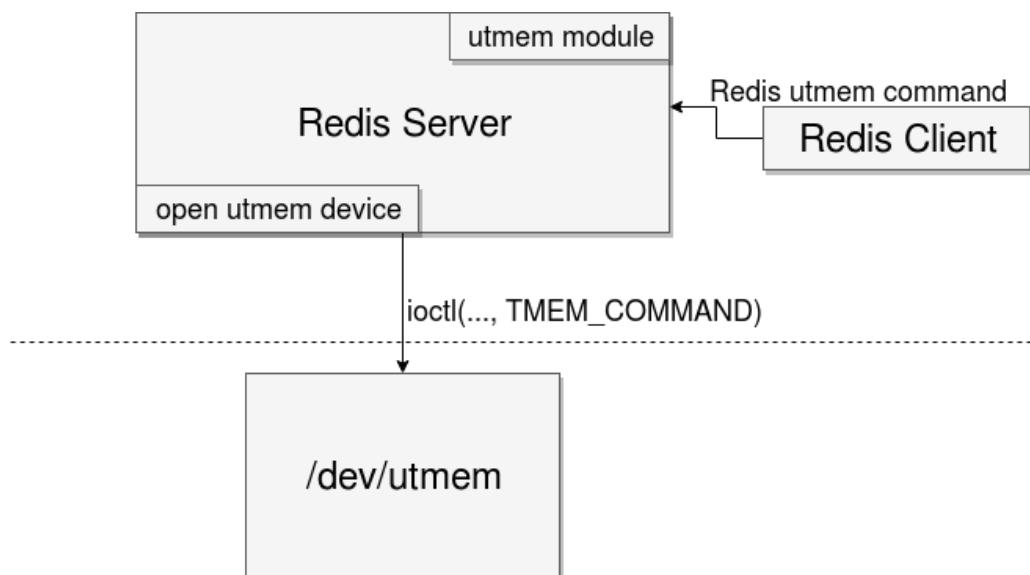 utmem module
Redis utmem command
Redis Server
Redis Client
open utmem device
ioctl(..., TMEM_COMMAND)
/dev/utmem